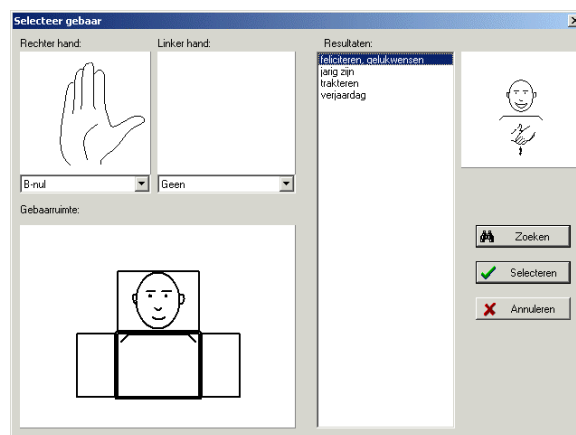 Selecteer gebaar
Rechter hand:
Linker hand:
Resultaten:
feliciteren, gelukwensen
jarig zijn
trakteren
verjaardag
B-nul
Geen
Gebaarruimte:
Zoeken
Selecteren
Annuleren